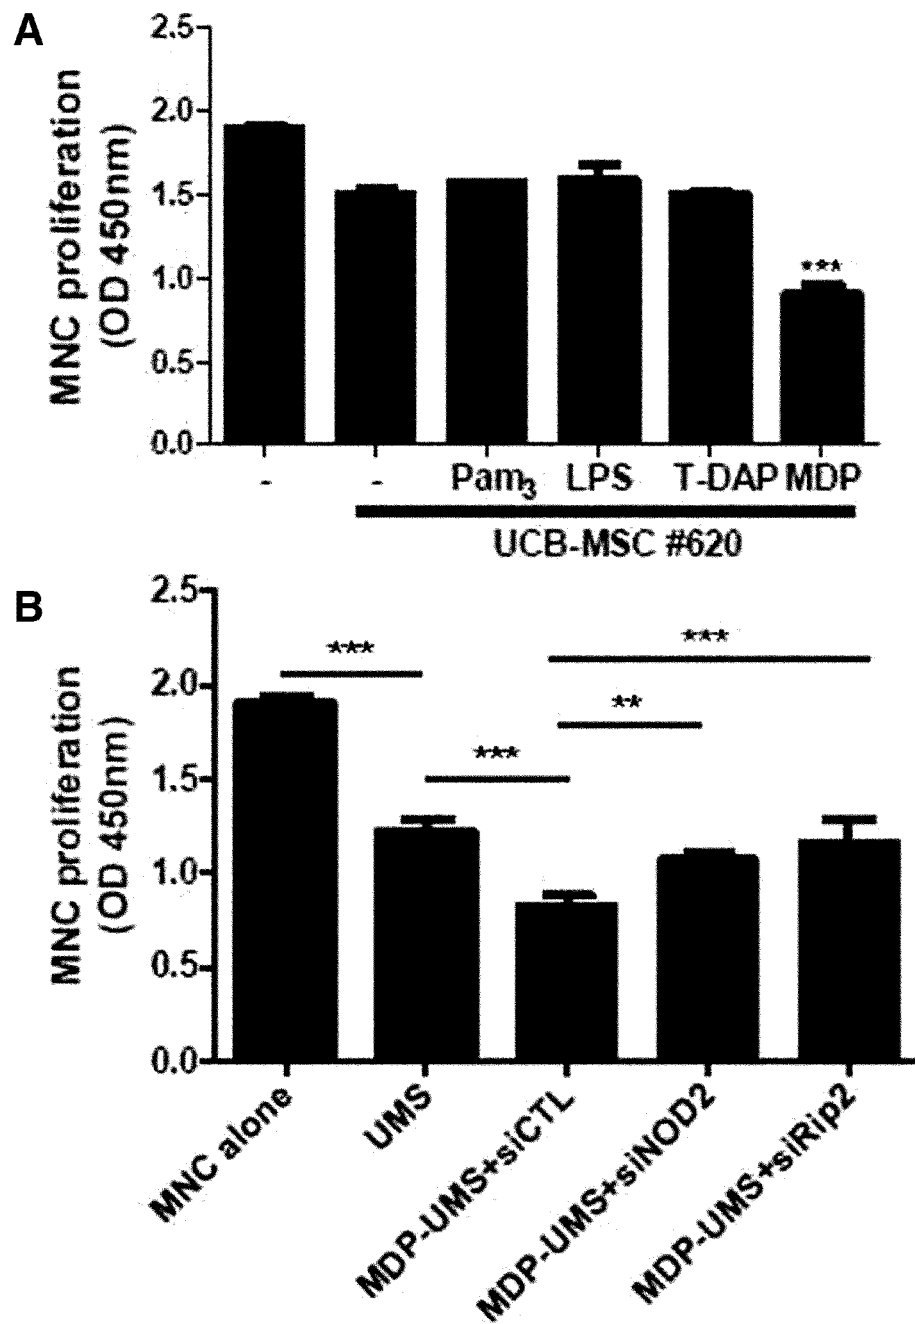 A
MNC proliferation
(OD 450nm)
2.5
2.0
1.5
1.0
0.5
0.0
***
- - Pam3 LPS T-DAP MDP
UCB-MSC #620
B
MNC proliferation
(OD 450nm)
2.5
2.0
1.5
1.0
0.5
0.0
***
***
**
***
MNC alone
UMS
MDP-UMS+siCTL
MDP-UMS+siNOD2
MDP-UMS+siRip2